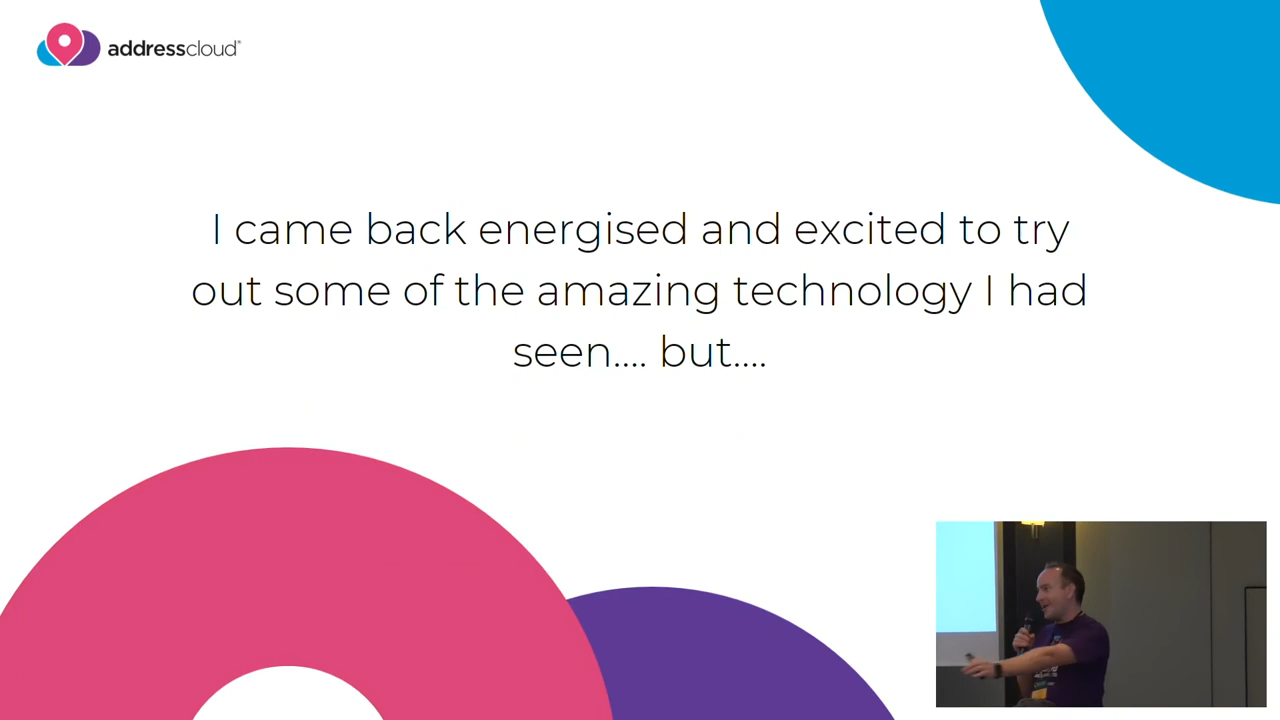 addresscloud®
I came back energised and excited to try
out some of the amazing technology I had
seen.... but....